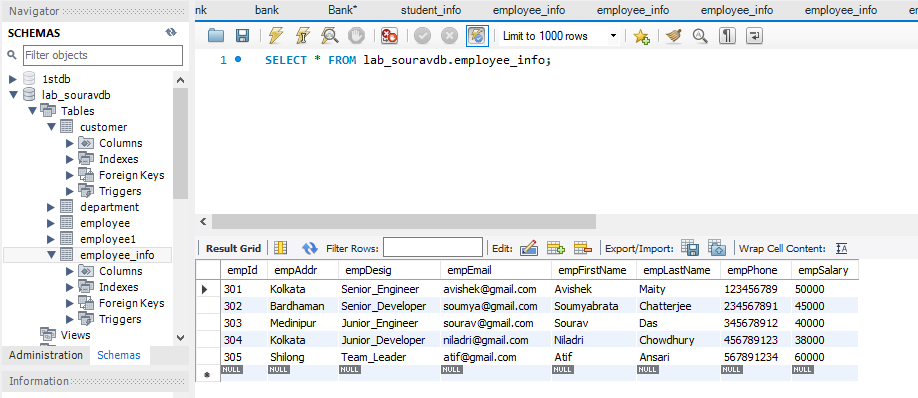 Navigator
SCHEMAS
Filter objects
1stdb
lab_souravdb
Tables
customer
Columns
Indexes
Foreign Keys
Triggers
department
employee
employee1
employee_info
Columns
Indexes
Foreign Keys
Triggers
Views
Administration Schemas
Information
nk bank Bank* student_info employee_info employee_info employee_info employee_info em
Limit to 1000 rows
1 SELECT * FROM lab_souravdb.employee_info;
Result Grid Filter Rows: Edit: Export/Import: Wrap Cell Content: IA
empId empAddr empDesig empEmail empFirstName empLastName empPhone empSalary
301 Kolkata Senior_Engineer avishek@gmail.com Avishek Maity 123456789 50000
302 Bardhaman Senior_Developer soumya@gmail.com Soumyabrata Chatterjee 234567891 45000
303 Medinipur Junior_Engineer sourav@gmail.com Sourav Das 345678912 40000
304 Kolkata Junior_Developer niladri@gmail.com Niladri Chowdhury 456789123 38000
305 Shilong Team_Leader atif@gmail.com Atif Ansari 567891234 60000
NULL NULL NULL NULL NULL NULL NULL NULL